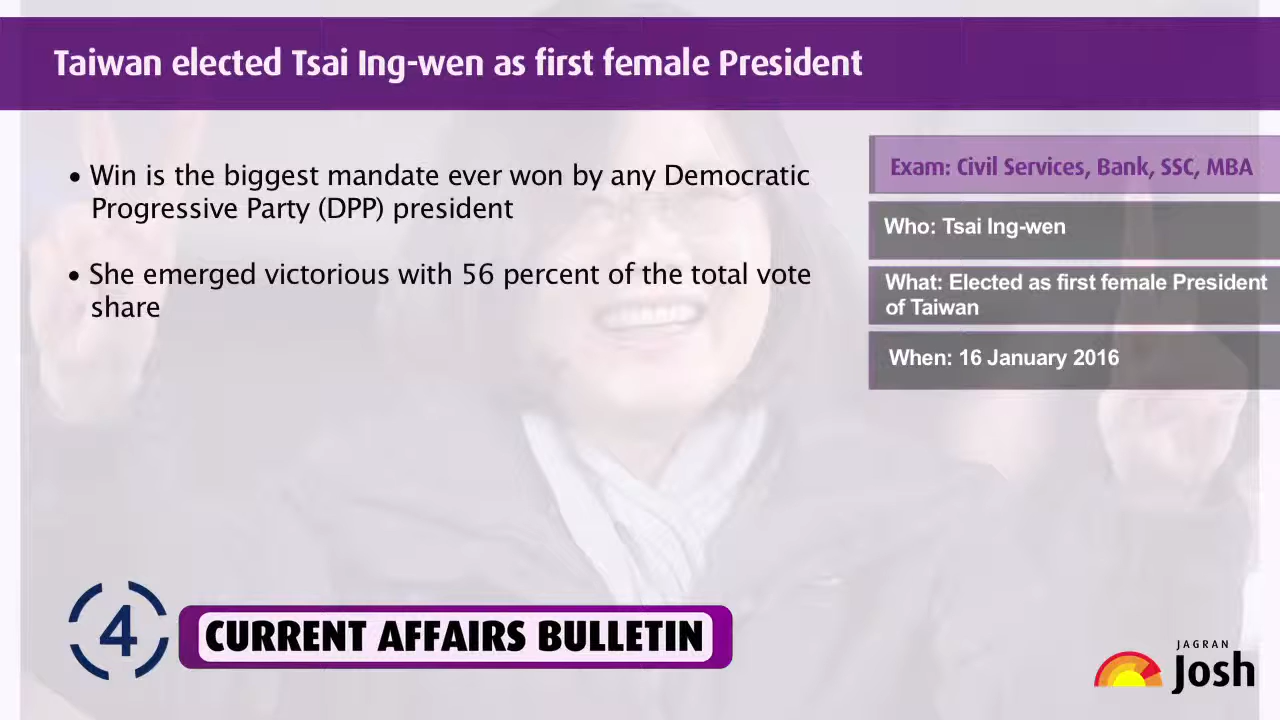 Taiwan elected Tsai Ing-wen as first female President
• Win is the biggest mandate ever won by any Democratic
Progressive Party (DPP) president
• She emerged victorious with 56 percent of the total vote
share
Exam: Civil Services, Bank, SSC, MBA
Who: Tsai Ing-wen
What: Elected as first female President
of Taiwan
When: 16 January 2016
4
CURRENT AFFAIRS BULLETIN
JAGRAN
Josh